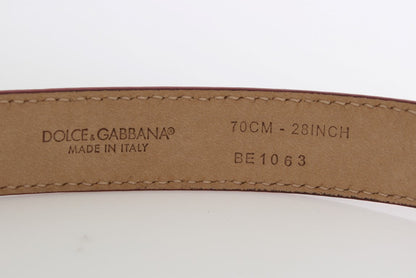 DOLCE & GABBANA®
MADE IN ITALY
70CM - 28INCH
BE1063